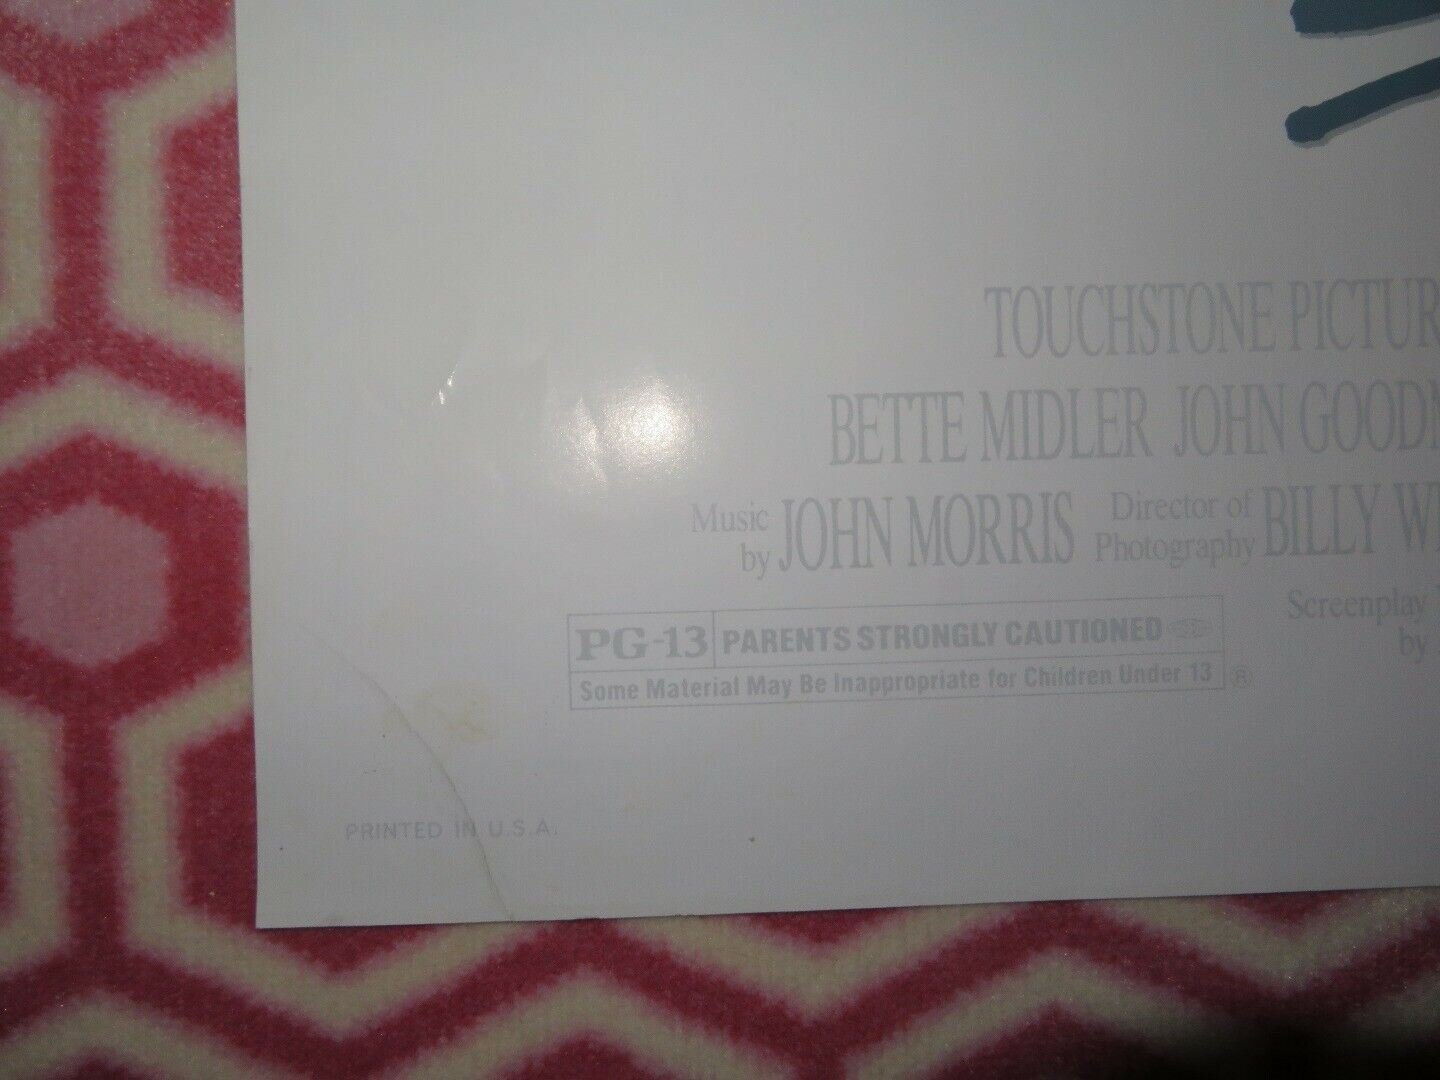 TOUCHSTONE PICTUR
BETTE MIDLER JOHN GOOD
Music by JOHN MORRIS Director of Photography BILLY W
Screenplay by
PG-13 PARENTS STRONGLY CAUTIONED
Some Material May Be Inappropriate for Children Under 13 ®
PRINTED IN U.S.A.